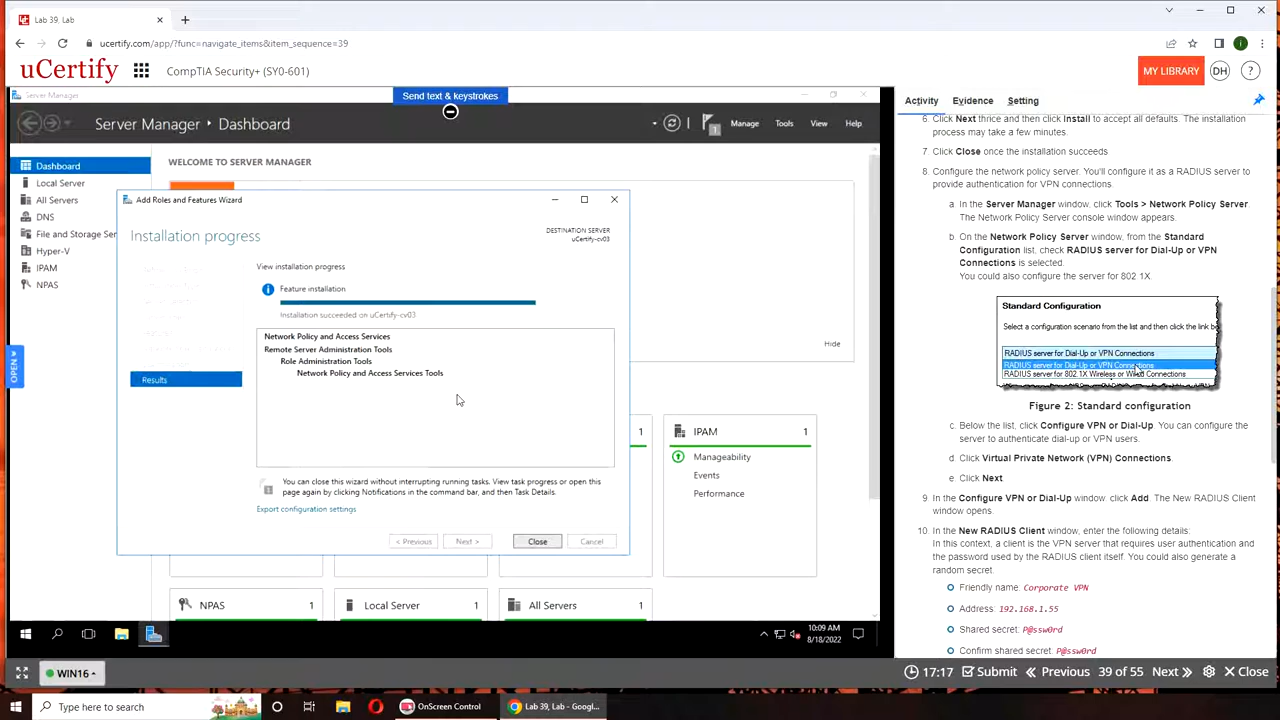 Lab 39, Lab
ucertify.com/app/?func=navigate_items&item_sequence=39
uCertify
CompTIA Security+ (SY0-601)
MY LIBRARY
DH
?
Server Manager
Send text & keystrokes
Server Manager • Dashboard
1
Manage
Tools
View
Help
Dashboard
Local Server
All Servers
DNS
File and Storage Ser
Hyper-V
IPAM
NPAS
WELCOME TO SERVER MANAGER
Add Roles and Features Wizard
Installation progress
DESTINATION SERVER
uCertify-cv03
View installation progress
Feature installation
Installation succeeded on uCertify-cv03
Network Policy and Access Services
Remote Server Administration Tools
Role Administration Tools
Network Policy and Access Services Tools
Results
You can close this wizard without interrupting running tasks. View task progress or open this
page again by clicking Notifications in the command bar, and then Task Details.
Export configuration settings
< Previous
Next >
Close
Cancel
Hide
1
IPAM
1
Manageability
Events
Performance
NPAS
1
Local Server
1
All Servers
1
10:09 AM
8/18/2022
OPEN
WIN16
Activity
Evidence
Setting
6. Click Next thrice and then click Install to accept all defaults. The installation
process may take a few minutes.
7. Click Close once the installation succeeds
8. Configure the network policy server. You'll configure it as a RADIUS server to
provide authentication for VPN connections.
a. In the Server Manager window, click Tools > Network Policy Server.
The Network Policy Server console window appears.
b. On the Network Policy Server window, from the Standard
Configuration list, check RADIUS server for Dial-Up or VPN
Connections is selected.
You could also configure the server for 802.1X.
Standard Configuration
Select a configuration scenario from the list and then click the link be
RADIUS server for Dial-Up or VPN Connections
RADIUS server for Dial-Up or VPN Connections
RADIUS server for 802.1X Wireless or Wired Connections
Figure 2: Standard configuration
c. Below the list, click Configure VPN or Dial-Up. You can configure the
server to authenticate dial-up or VPN users.
d. Click Virtual Private Network (VPN) Connections.
e. Click Next.
9. In the Configure VPN or Dial-Up window, click Add. The New RADIUS Client
window opens.
10. In the New RADIUS Client window, enter the following details:
In this context, a client is the VPN server that requires user authentication and
the password used by the RADIUS client itself. You could also generate a
random secret.
Friendly name: Corporate VPN
Address: 192.168.1.55
Shared secret: P@ssw0rd
Confirm shared secret: P@ssw0rd
17:17
Submit
Previous
39 of 55
Next
Close
Type here to search
OnScreen Control
Lab 39, Lab - Googl...